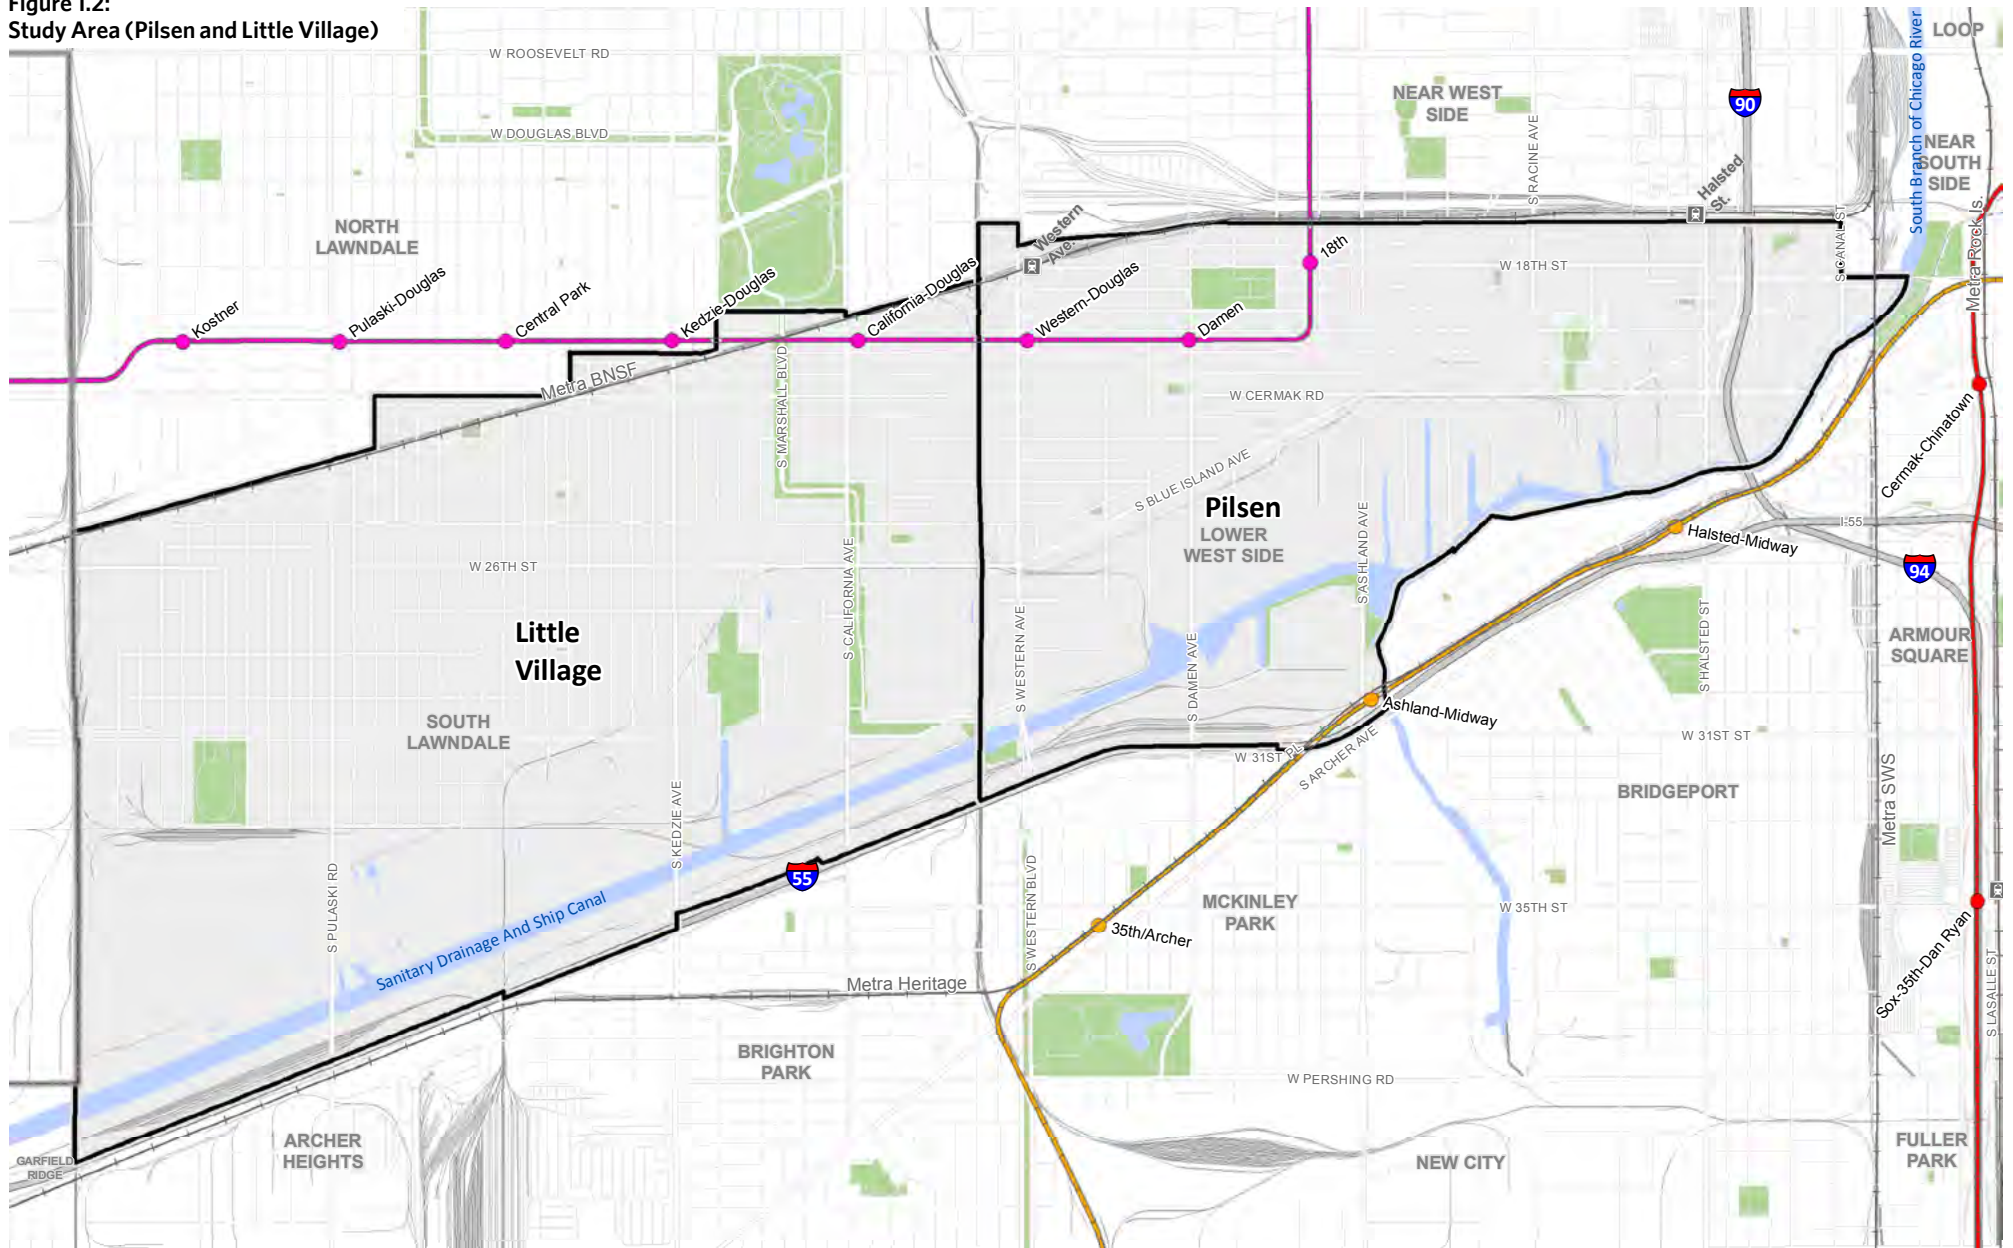 Figure 1.2:
Study Area (Pilsen and Little Village)
W ROOSEVELT RD
LOOP
South Branch of Chicago River
NEAR WEST
SIDE
90
W DOUGLAS BLVD
S RACINE AVE
NEAR
SOUTH
SIDE
Halsted
St.
NORTH
LAWNDALE
Western
Ave.
S CANAL ST
Metra Rock Is.
18th
W 18TH ST
Kostner
Pulaski-Douglas
Central Park
Kedzie-Douglas
California-Douglas
Western-Douglas
Damen
Metra BNSF
S MARSHALL BLVD
W CERMAK RD
Cermak-Chinatown
S BLUE ISLAND AVE
Pilsen
LOWER
WEST SIDE
S ASHLAND AVE
I-55
Halsted-Midway
94
W 26TH ST
S CALIFORNIA AVE
Little
Village
S WESTERN AVE
S DAMEN AVE
S HALSTED ST
ARMOUR
SQUARE
SOUTH
LAWNDALE
Ashland-Midway
W 31ST PL
S ARCHER AVE
W 31ST ST
BRIDGEPORT
Metra SWS
S KEDZIE AVE
55
S PULASKI RD
Sanitary Drainage And Ship Canal
S WESTERN BLVD
MCKINLEY
PARK
W 35TH ST
35th/Archer
Sox-35th-Dan Ryan
S LASALLE ST
Metra Heritage
BRIGHTON
PARK
W PERSHING RD
ARCHER
HEIGHTS
GARFIELD
RIDGE
NEW CITY
FULLER
PARK